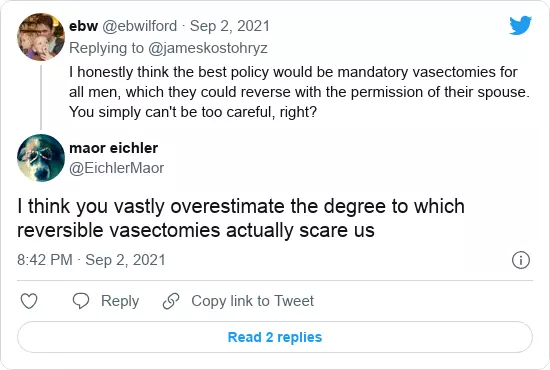 ebw @ebwilford · Sep 2, 2021
Replying to @jameskostohryz
I honestly think the best policy would be mandatory vasectomies for
all men, which they could reverse with the permission of their spouse.
You simply can't be too careful, right?
maor eichler
@EichlerMaor
I think you vastly overestimate the degree to which
reversible vasectomies actually scare us
8:42 PM · Sep 2, 2021
Reply
Copy link to Tweet
Read 2 replies